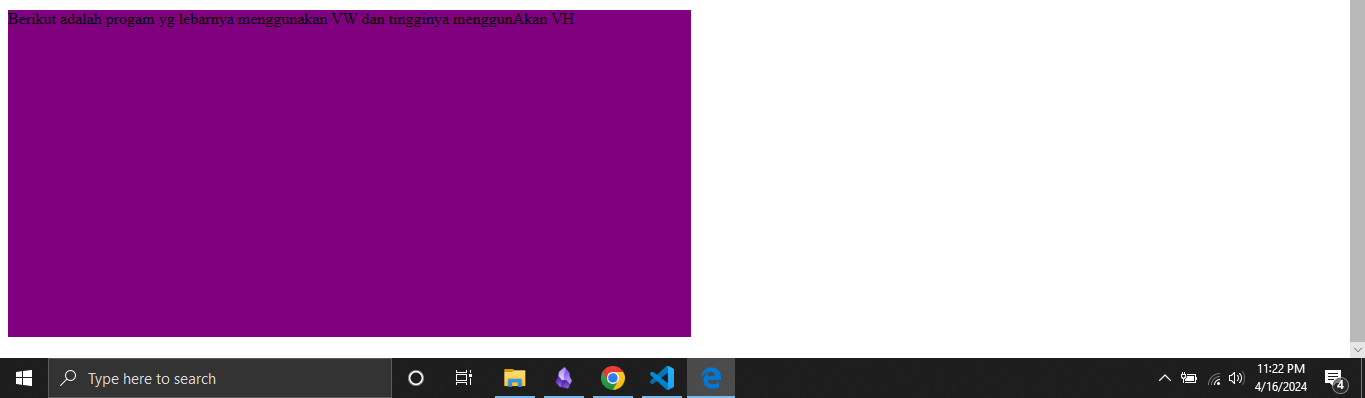 Berikut adalah progam yg lebarnya menggunakan VW dan tingginya menggunAkan VH
Type here to search
11:22 PM
4/16/2024
4